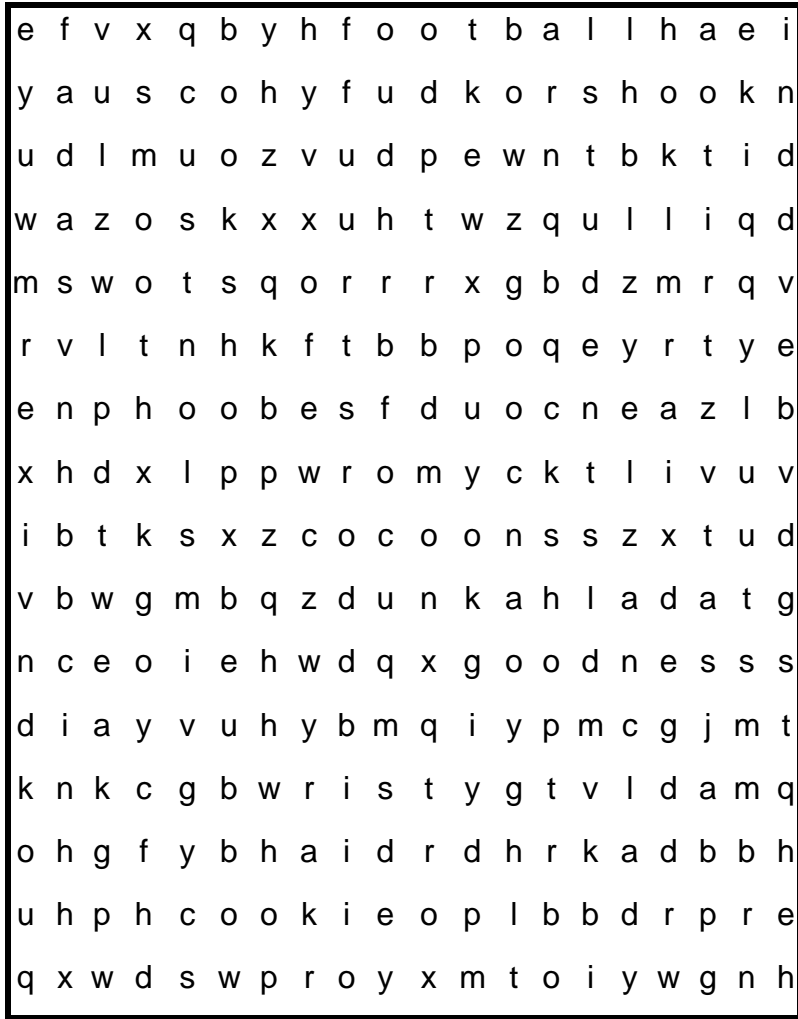 e f v x q b y h f o o t b a l l h a e i
y a u s c o h y f u d k o r s h o o k n
u d l m u o z v u d p e w n t b k t i d
w a z o s k x x u h t w z q u l l i q d
m s w o t s q o r r r x g b d z m r q v
r v l t n h k f t b b p o q e y r t y e
e n p h o o b e s f d u o c n e a z l b
x h d x l p p w r o m y c k t l i v u v
i b t k s x z c o c o o n s s z x t u d
v b w g m b q z d u n k a h l a d a t g
n c e o i e h w d q x g o o d n e s s s
d i a y v u h y b m q i y p m c g j m t
k n k c g b w r i s t y g t v l d a m q
o h g f y b h a i d r d h r k a d b b h
u h p h c o o k i e o p l b b d r p r e
q x w d s w p r o y x m t o i y w g n h